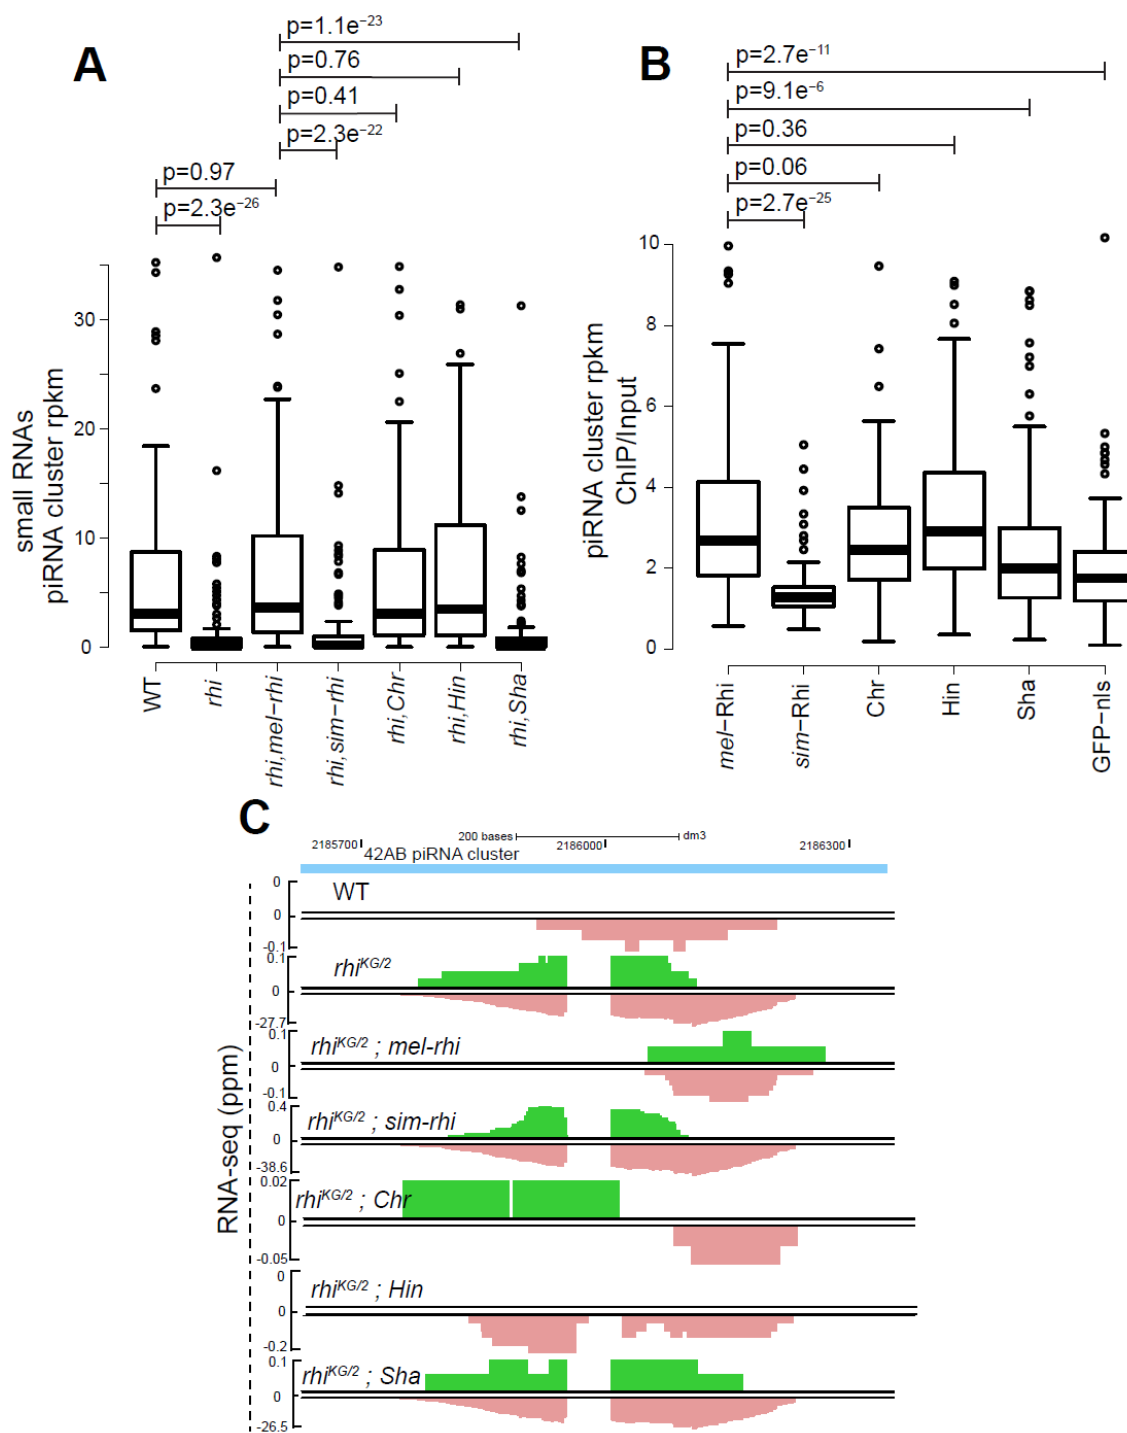 A
p=1.1e−23
p=0.76
p=0.41
p=2.3e−22
p=0.97
p=2.3e−26
small RNAs
piRNA cluster rpkm
30
20
10
0
WT
rhi
rhi,mel−rhi
rhi,sim−rhi
rhi,Chr
rhi,Hin
rhi,Sha
B
p=2.7e−11
p=9.1e−6
p=0.36
p=0.06
p=2.7e−25
piRNA cluster rpkm
ChIP/Input
10
8
6
4
2
0
mel−Rhi
sim−Rhi
Chr
Hin
Sha
GFP−nls
C
200 bases dm3
2185700 2186000 2186300
42AB piRNA cluster
RNA-seq (ppm)
0
WT
0
-0.1
0.1
rhiKG/2
0
-27.7
0.1
rhiKG/2 ; mel-rhi
0
-0.1
0.4
rhiKG/2 ; sim-rhi
0
-38.6
0.02
rhiKG/2 ; Chr
0
-0.05
0
rhiKG/2 ; Hin
0
-0.2
0.1
rhiKG/2 ; Sha
0
-26.5